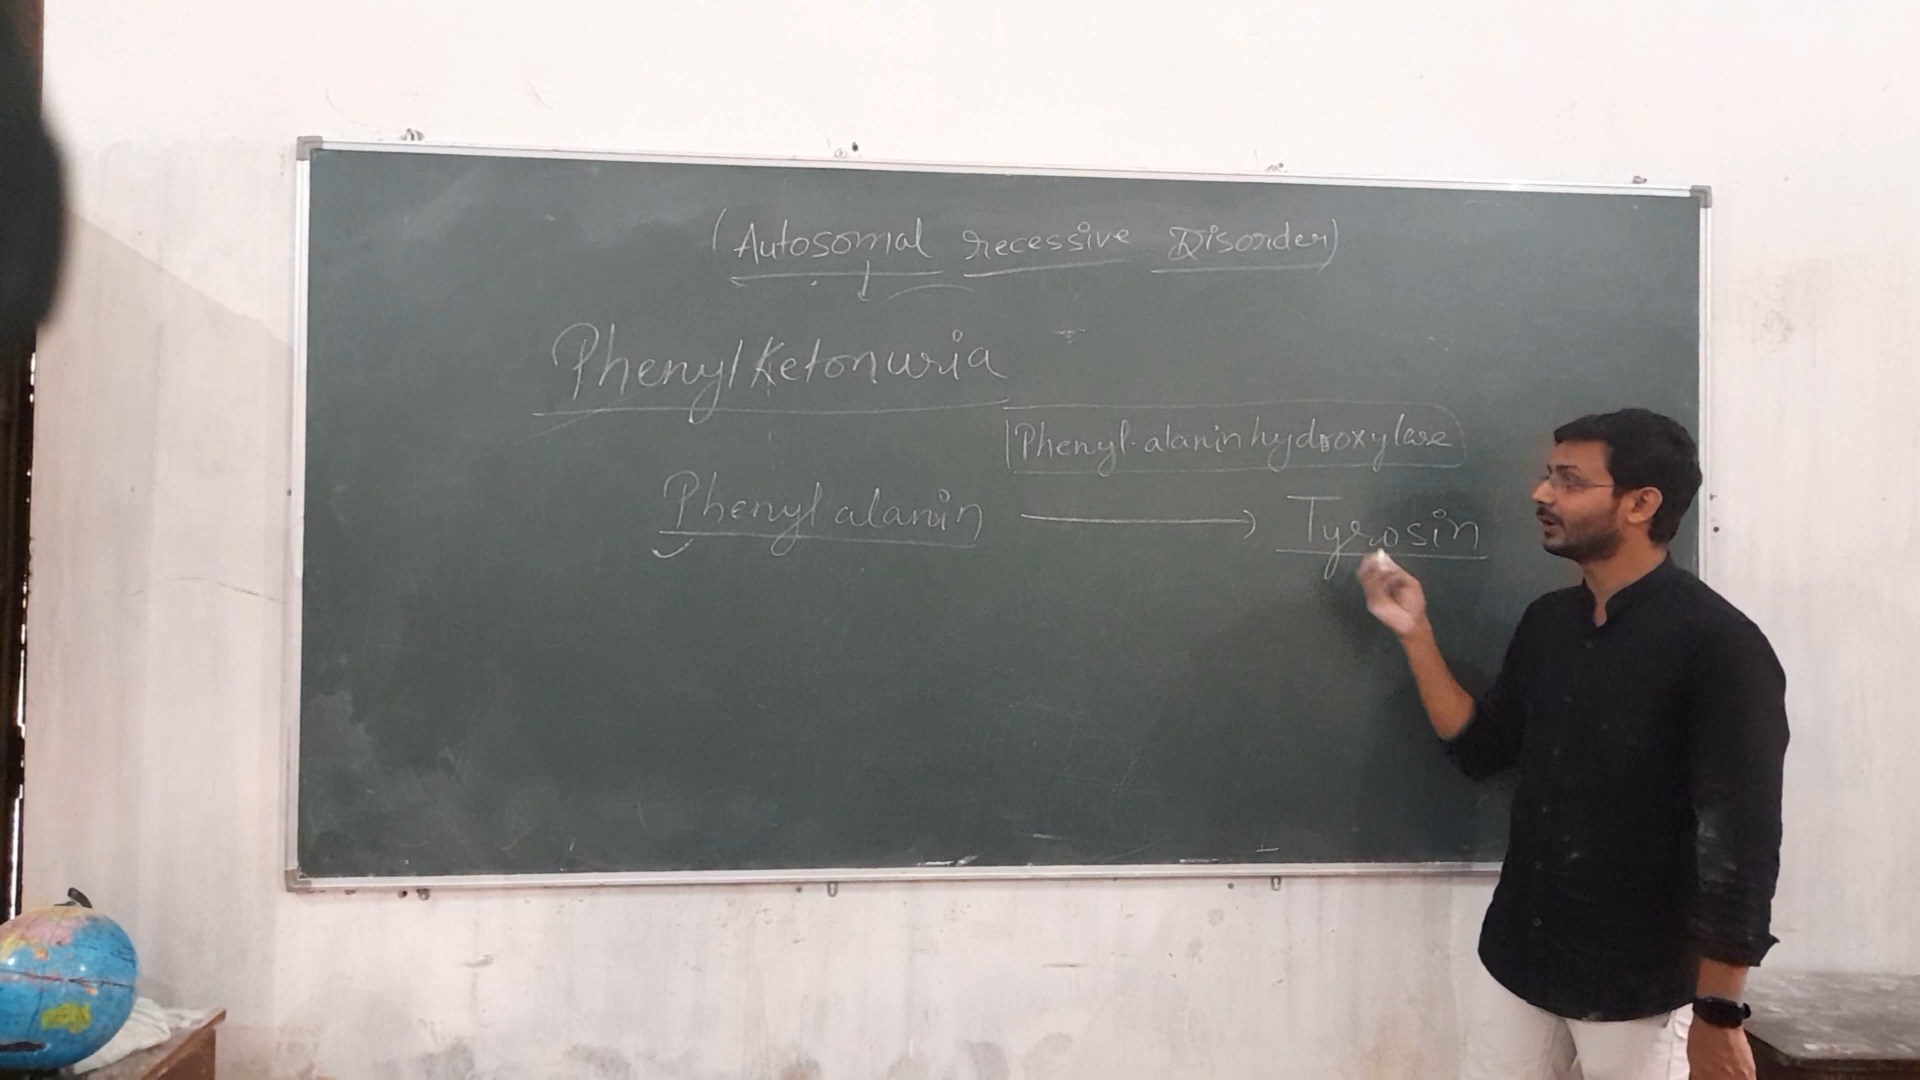 (Autosomal recessive Disorder)
Phenylketonuria
Phenyl.alanin hydroxylase
Phenylalanin → Tyrosin